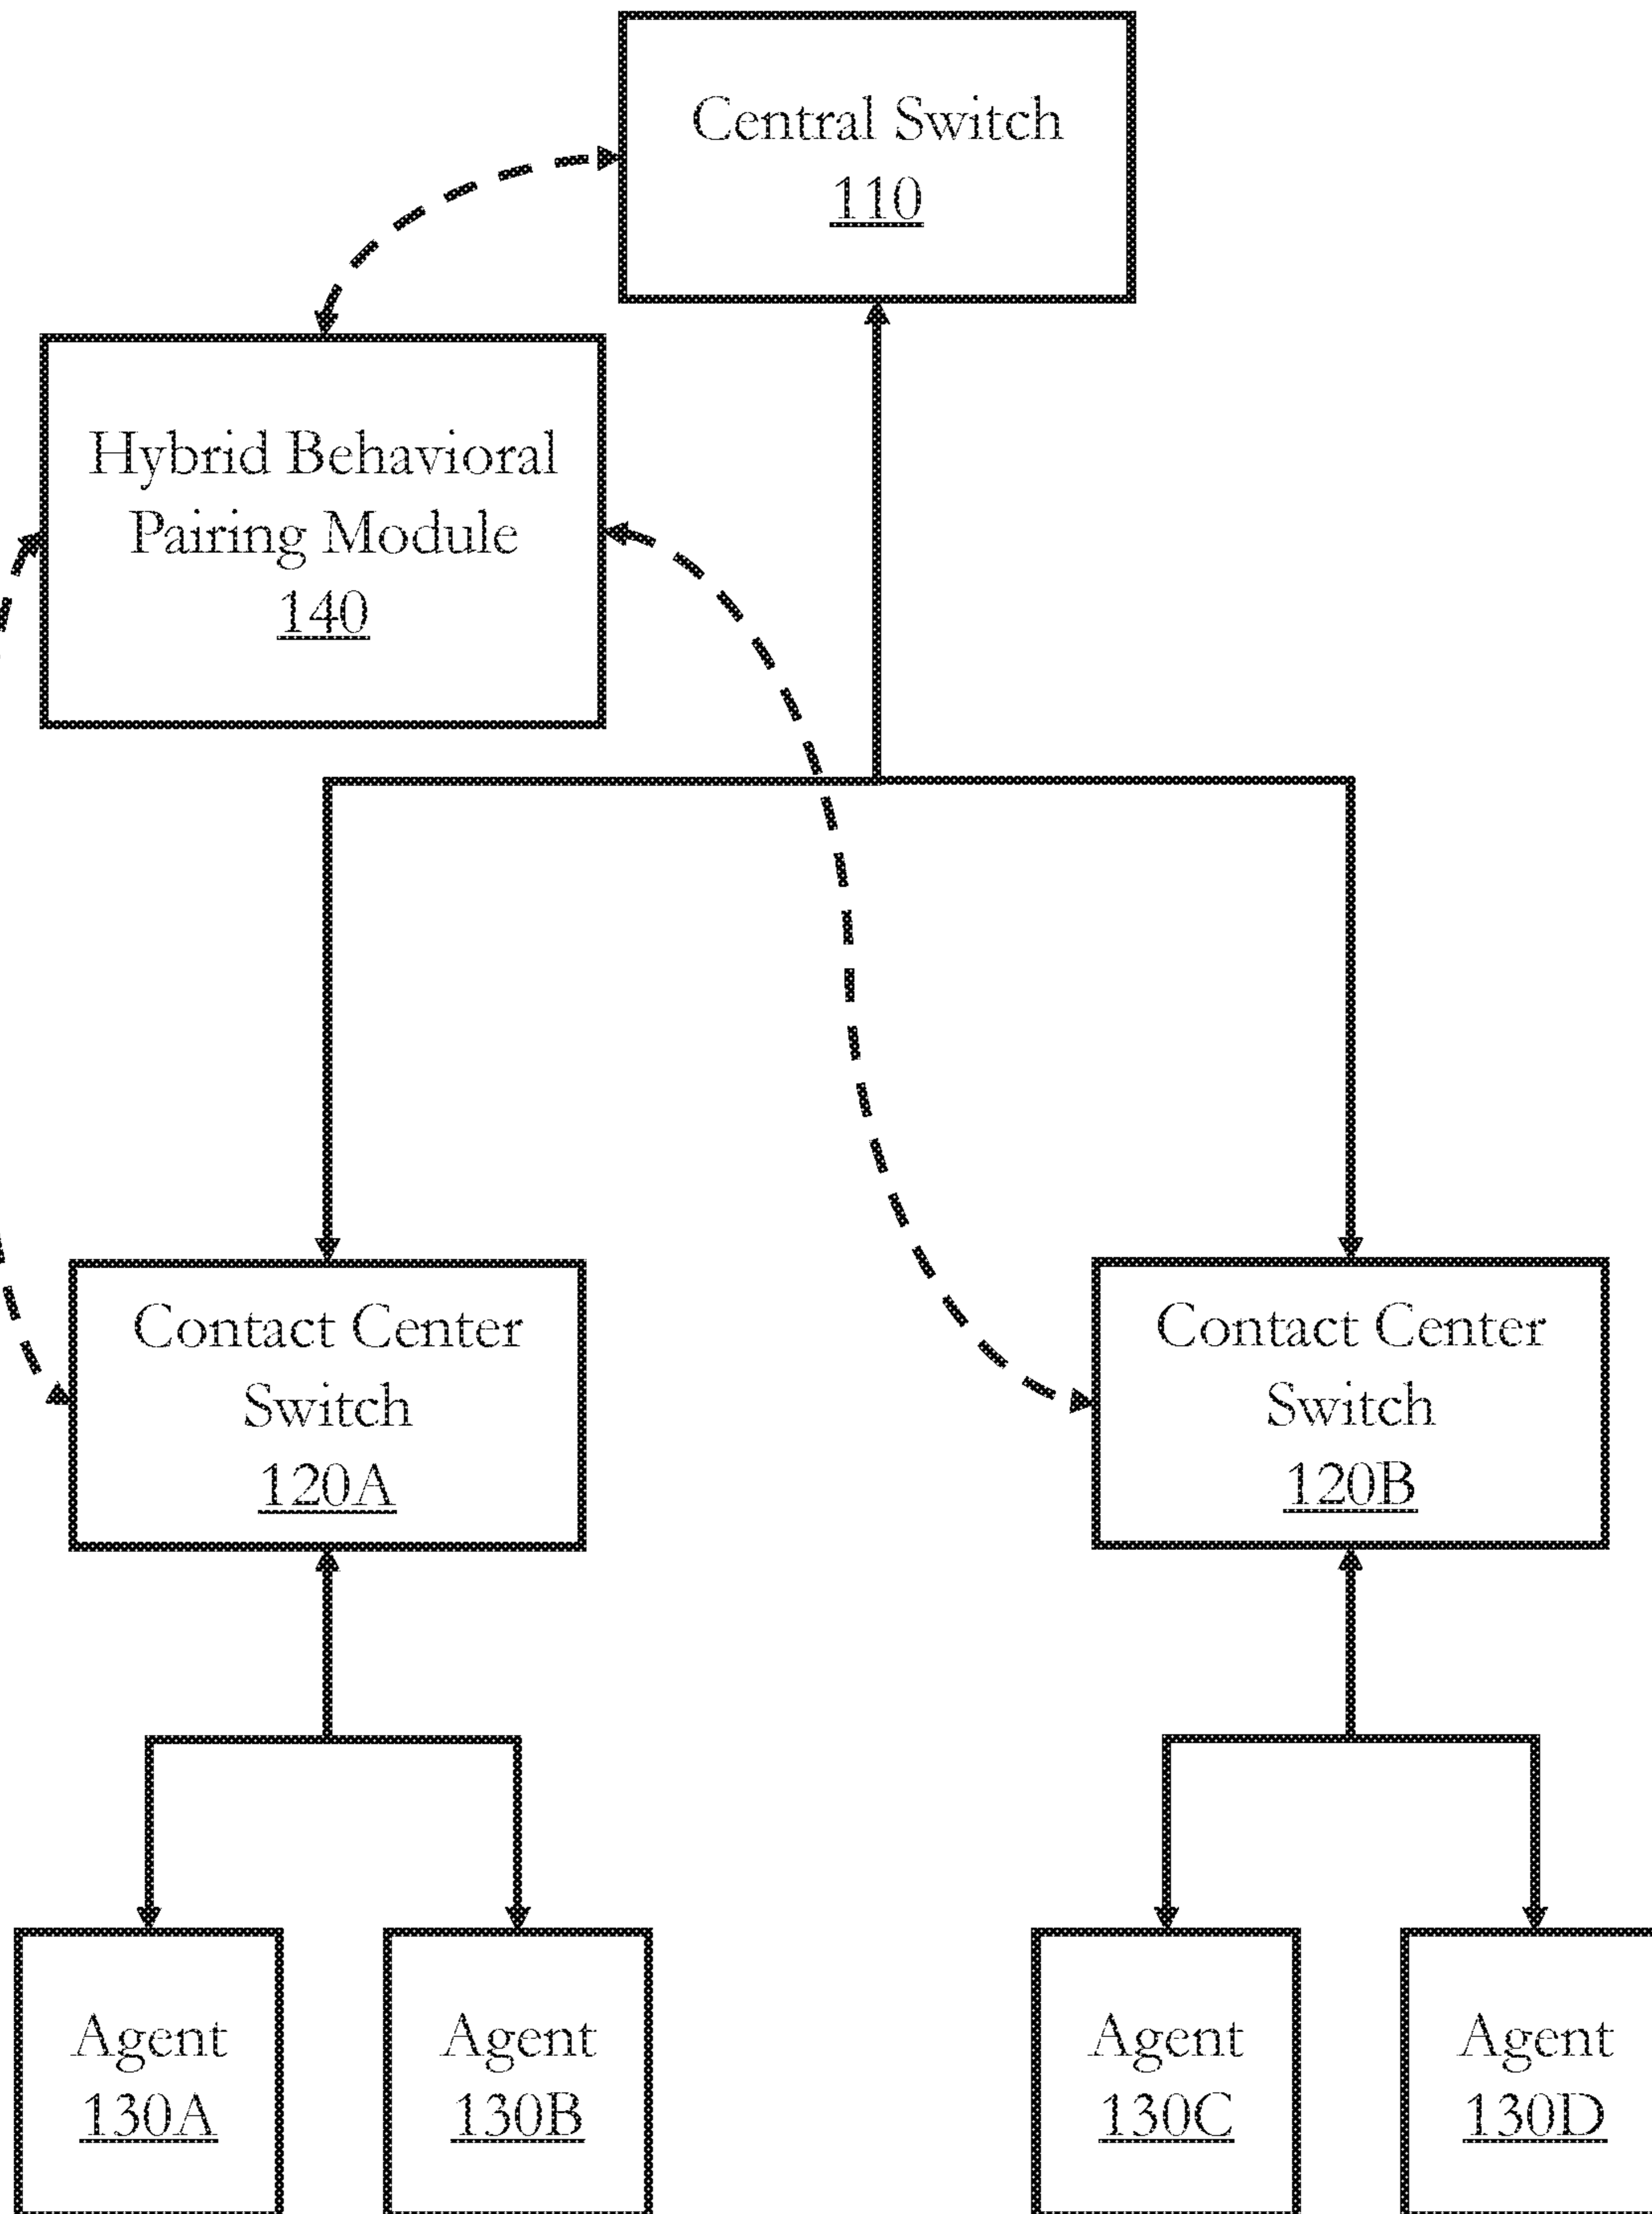 Central Switch
110
Hybrid Behavioral
Pairing Module
140
Contact Center
Switch
120A
Contact Center
Switch
120B
Agent
130A
Agent
130B
Agent
130C
Agent
130D